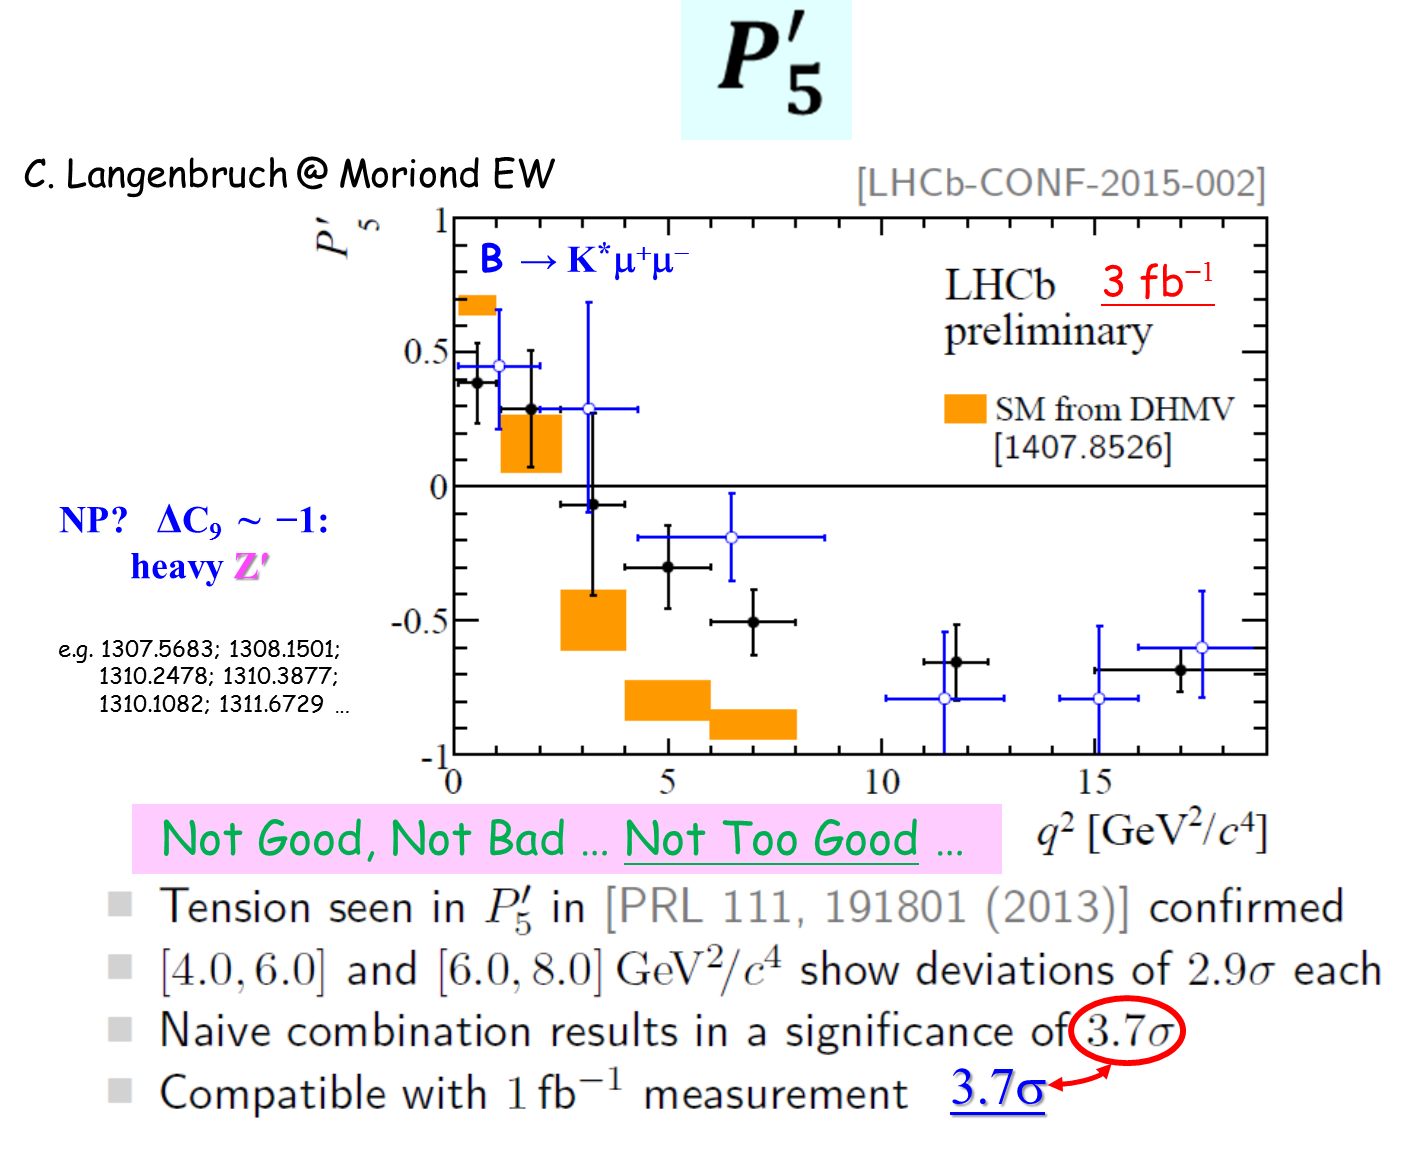 P′5
C. Langenbruch @ Moriond EW
[LHCb-CONF-2015-002]
P′5
1
0.5
0
-0.5
-1
B → K*μ+μ−
LHCb 3 fb−1
preliminary
SM from DHMV
[1407.8526]
NP? ΔC9 ~ −1:
heavy Z'
e.g. 1307.5683; 1308.1501;
1310.2478; 1310.3877;
1310.1082; 1311.6729 ...
0 5 10 15
q2 [GeV2/c4]
Not Good, Not Bad ... Not Too Good ...
Tension seen in P′5 in [PRL 111, 191801 (2013)] confirmed
[4.0, 6.0] and [6.0, 8.0] GeV2/c4 show deviations of 2.9σ each
Naive combination results in a significance of 3.7σ
Compatible with 1 fb−1 measurement 3.7σ